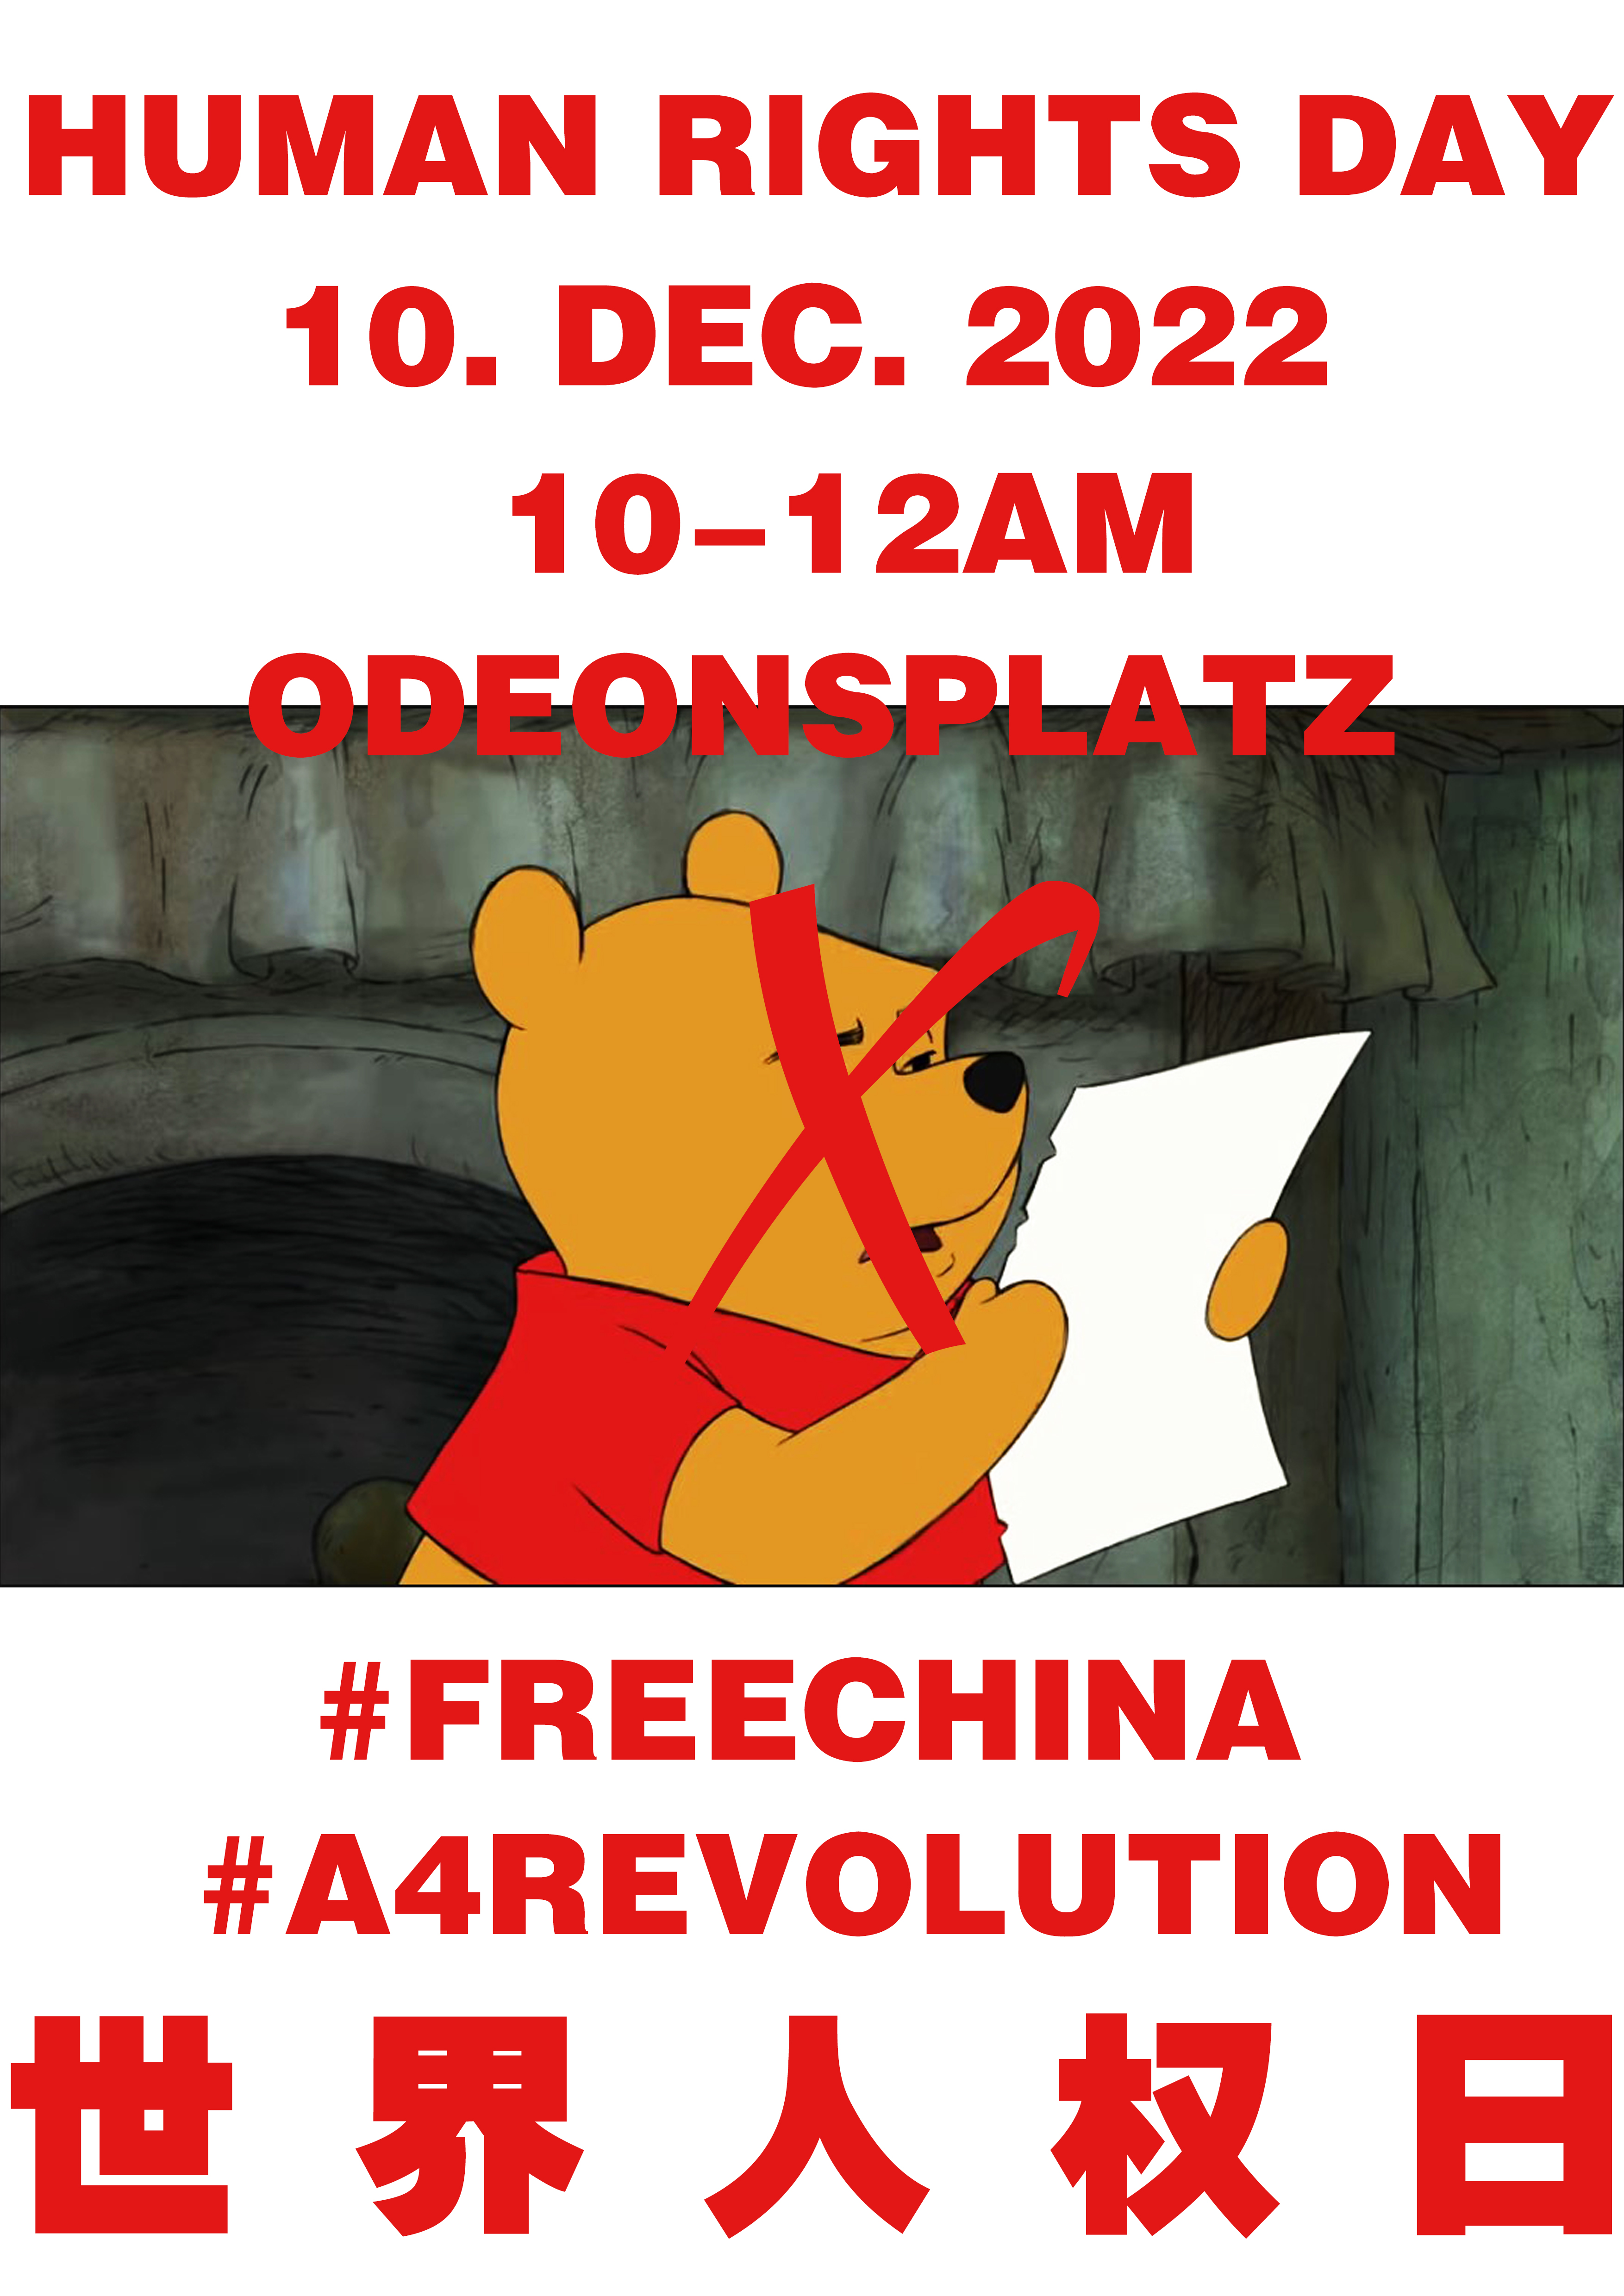 HUMAN RIGHTS DAY
10. DEC. 2022
10–12AM
ODEONSPLATZ
#FREECHINA
#A4REVOLUTION
世界人权日